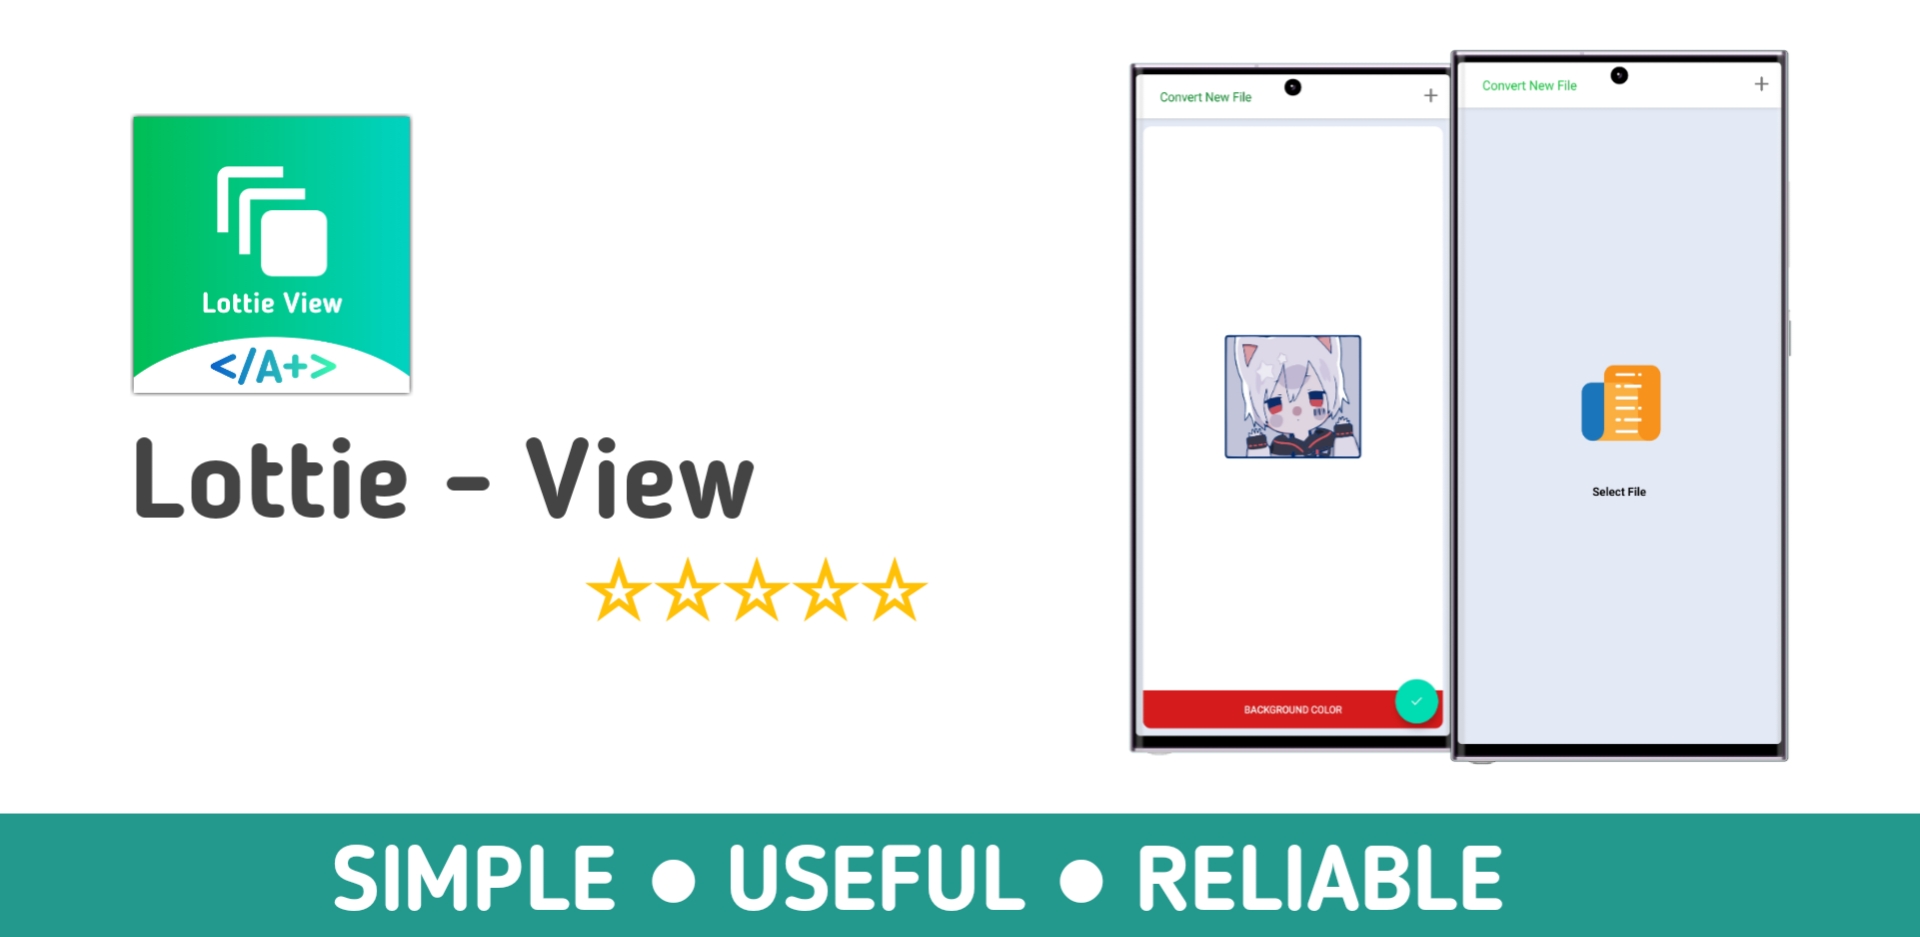 Lottie View
</A+>
Lottie - View
Convert New File
BACKGROUND COLOR
Convert New File
Select File
SIMPLE ● USEFUL ● RELIABLE